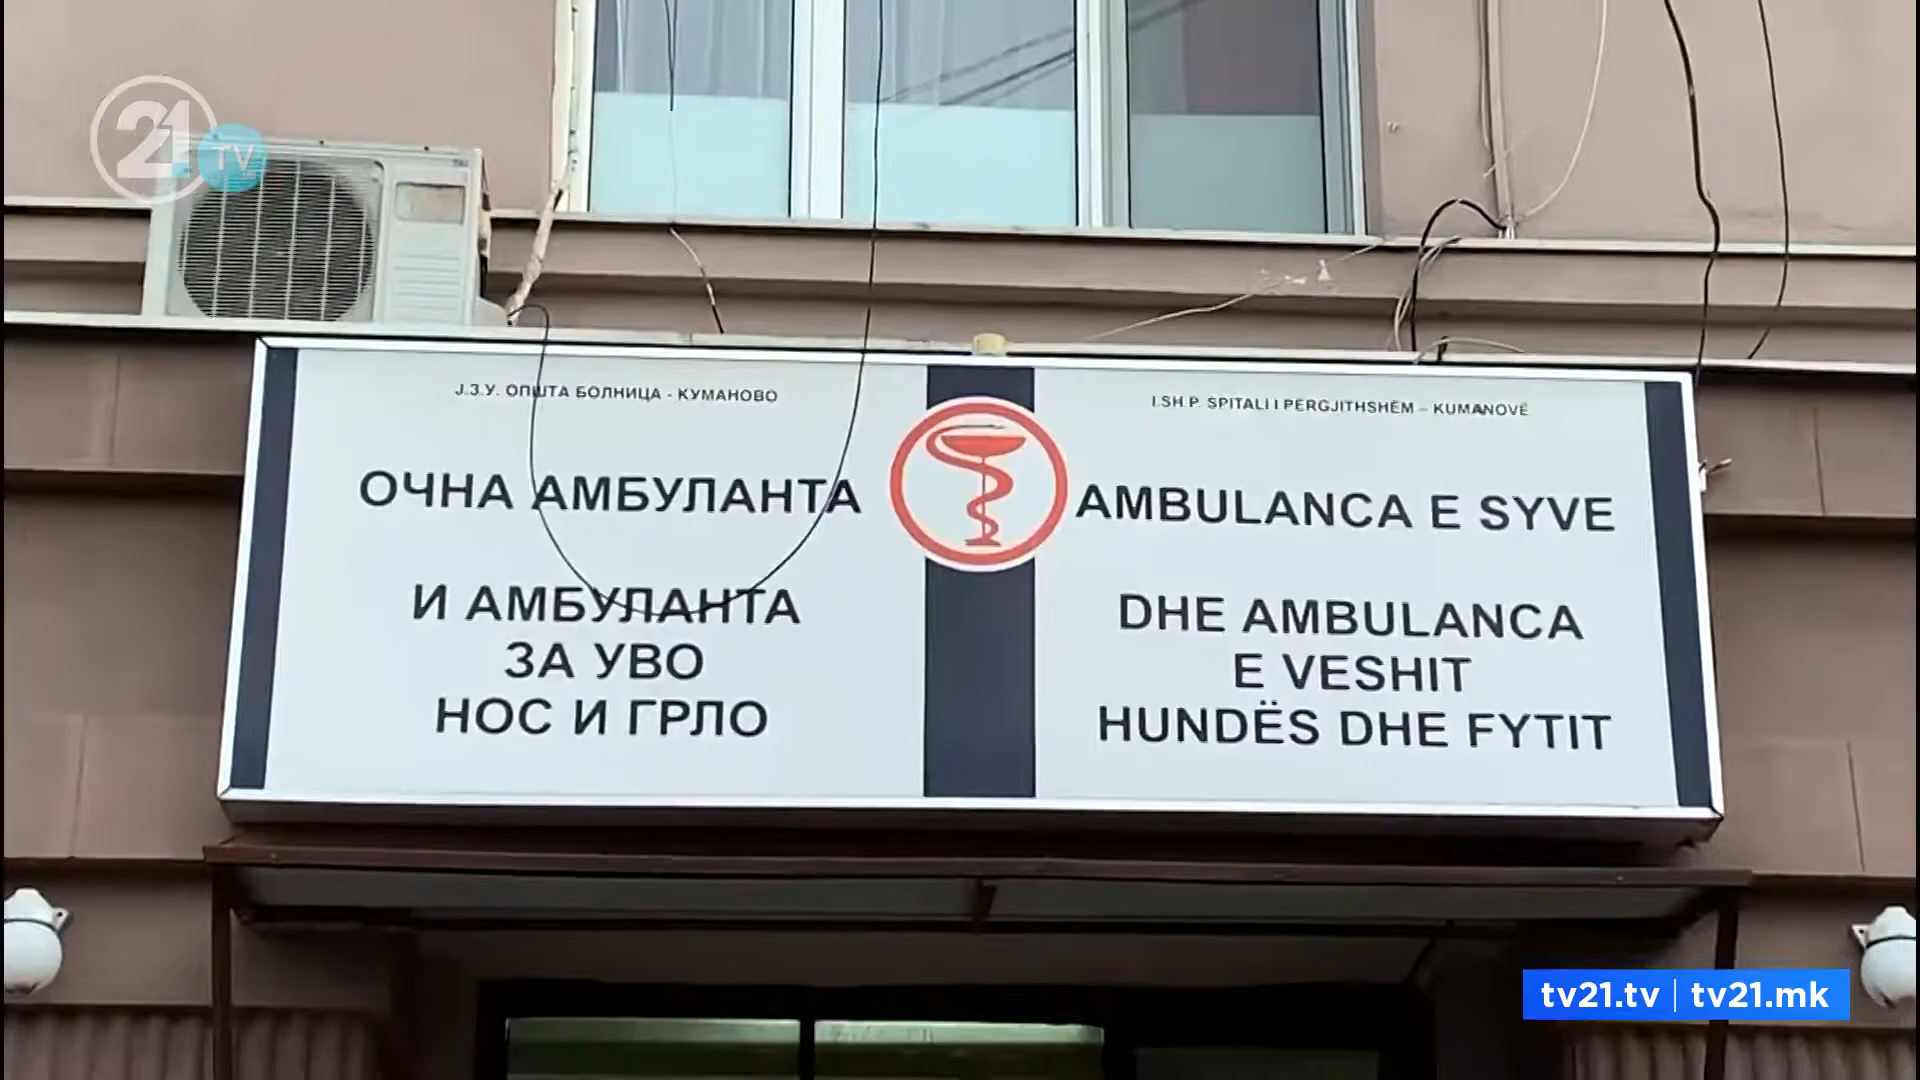 21
TV
Ј.З.У. ОПШТА БОЛНИЦА - КУМАНОВО
ОЧНА АМБУЛАНТА
И АМБУЛАНТА
ЗА УВО
НОС И ГРЛО
I.SH.P. SPITALI I PERGJITHSHËM – KUMANOVË
AMBULANCA E SYVE
DHE AMBULANCA
E VESHIT
HUNDËS DHE FYTIT
tv21.tv | tv21.mk